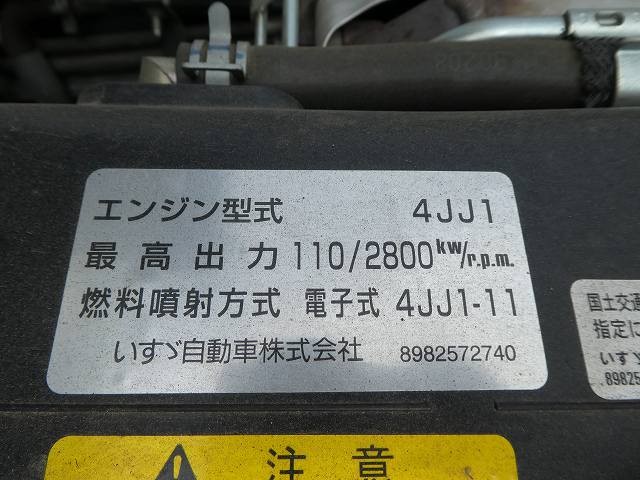 エンジン型式 4JJ1
最高出力 110/2800kW/r.p.m.
燃料噴射方式 電子式 4JJ1-11
いすゞ自動車株式会社 8982572740
国土交通
指定に
いすゞ
注意